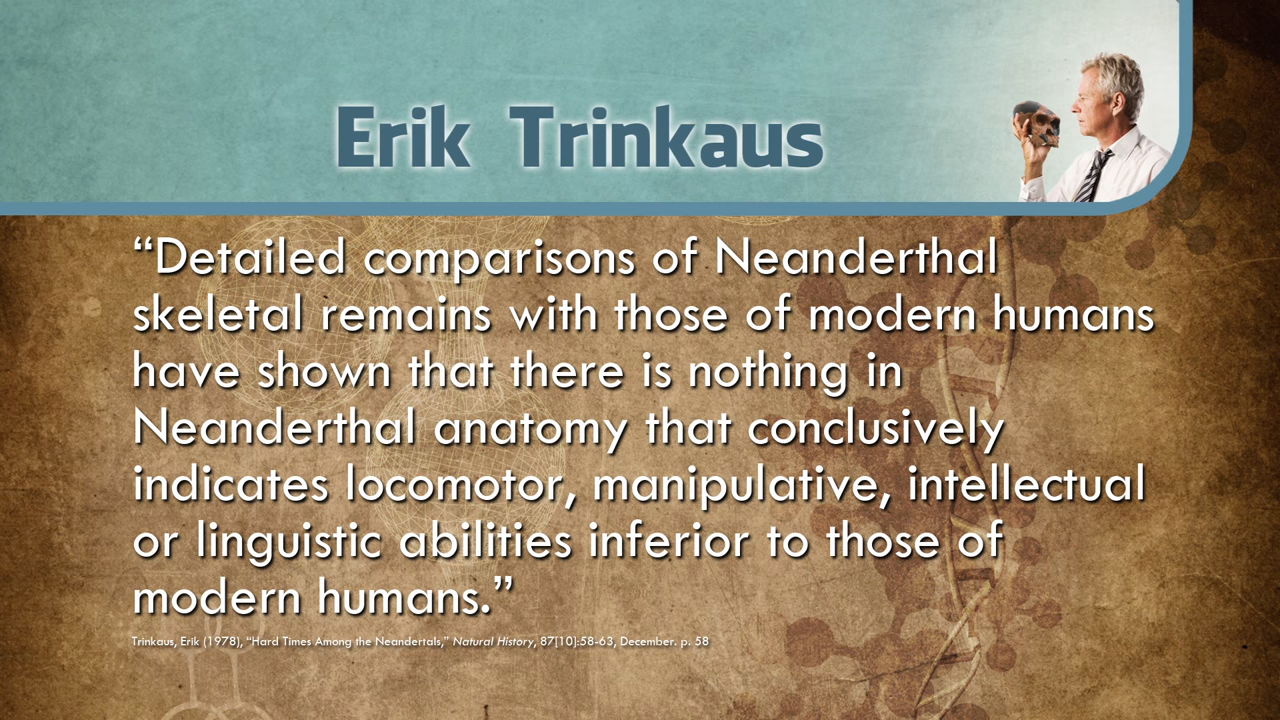 Erik Trinkaus
“Detailed comparisons of Neanderthal
skeletal remains with those of modern humans
have shown that there is nothing in
Neanderthal anatomy that conclusively
indicates locomotor, manipulative, intellectual
or linguistic abilities inferior to those of
modern humans.”
Trinkaus, Erik (1978), “Hard Times Among the Neandertals,” Natural History, 87[10]:58-63, December. p. 58